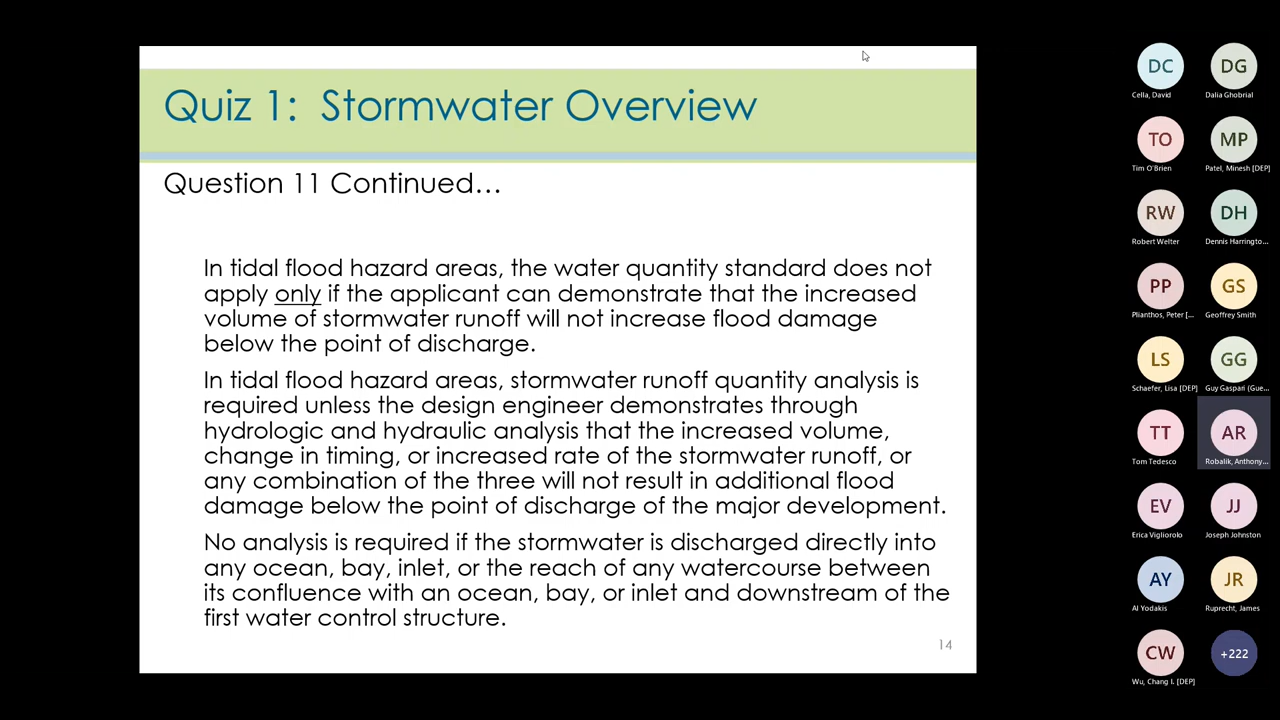 Quiz 1: Stormwater Overview
Question 11 Continued...
In tidal flood hazard areas, the water quantity standard does not
apply only if the applicant can demonstrate that the increased
volume of stormwater runoff will not increase flood damage
below the point of discharge.
In tidal flood hazard areas, stormwater runoff quantity analysis is
required unless the design engineer demonstrates through
hydrologic and hydraulic analysis that the increased volume,
change in timing, or increased rate of the stormwater runoff, or
any combination of the three will not result in additional flood
damage below the point of discharge of the major development.
No analysis is required if the stormwater is discharged directly into
any ocean, bay, inlet, or the reach of any watercourse between
its confluence with an ocean, bay, or inlet and downstream of the
first water control structure.
14
DC DG
Cella, David Dalia Ghobrial
TO MP
Tim O'Brien Patel, Minesh [DEP]
RW DH
Robert Welter Dennis Harringto...
PP GS
Plianthos, Peter [... Geoffrey Smith
LS GG
Schaefer, Lisa [DEP] Guy Gaspari (Gue...
TT AR
Tom Tedesco Robalik, Anthony...
EV JJ
Erica Vigliorolo Joseph Johnston
AY JR
Al Yodakis Ruprecht, James
CW +222
Wu, Chang I. [DEP]